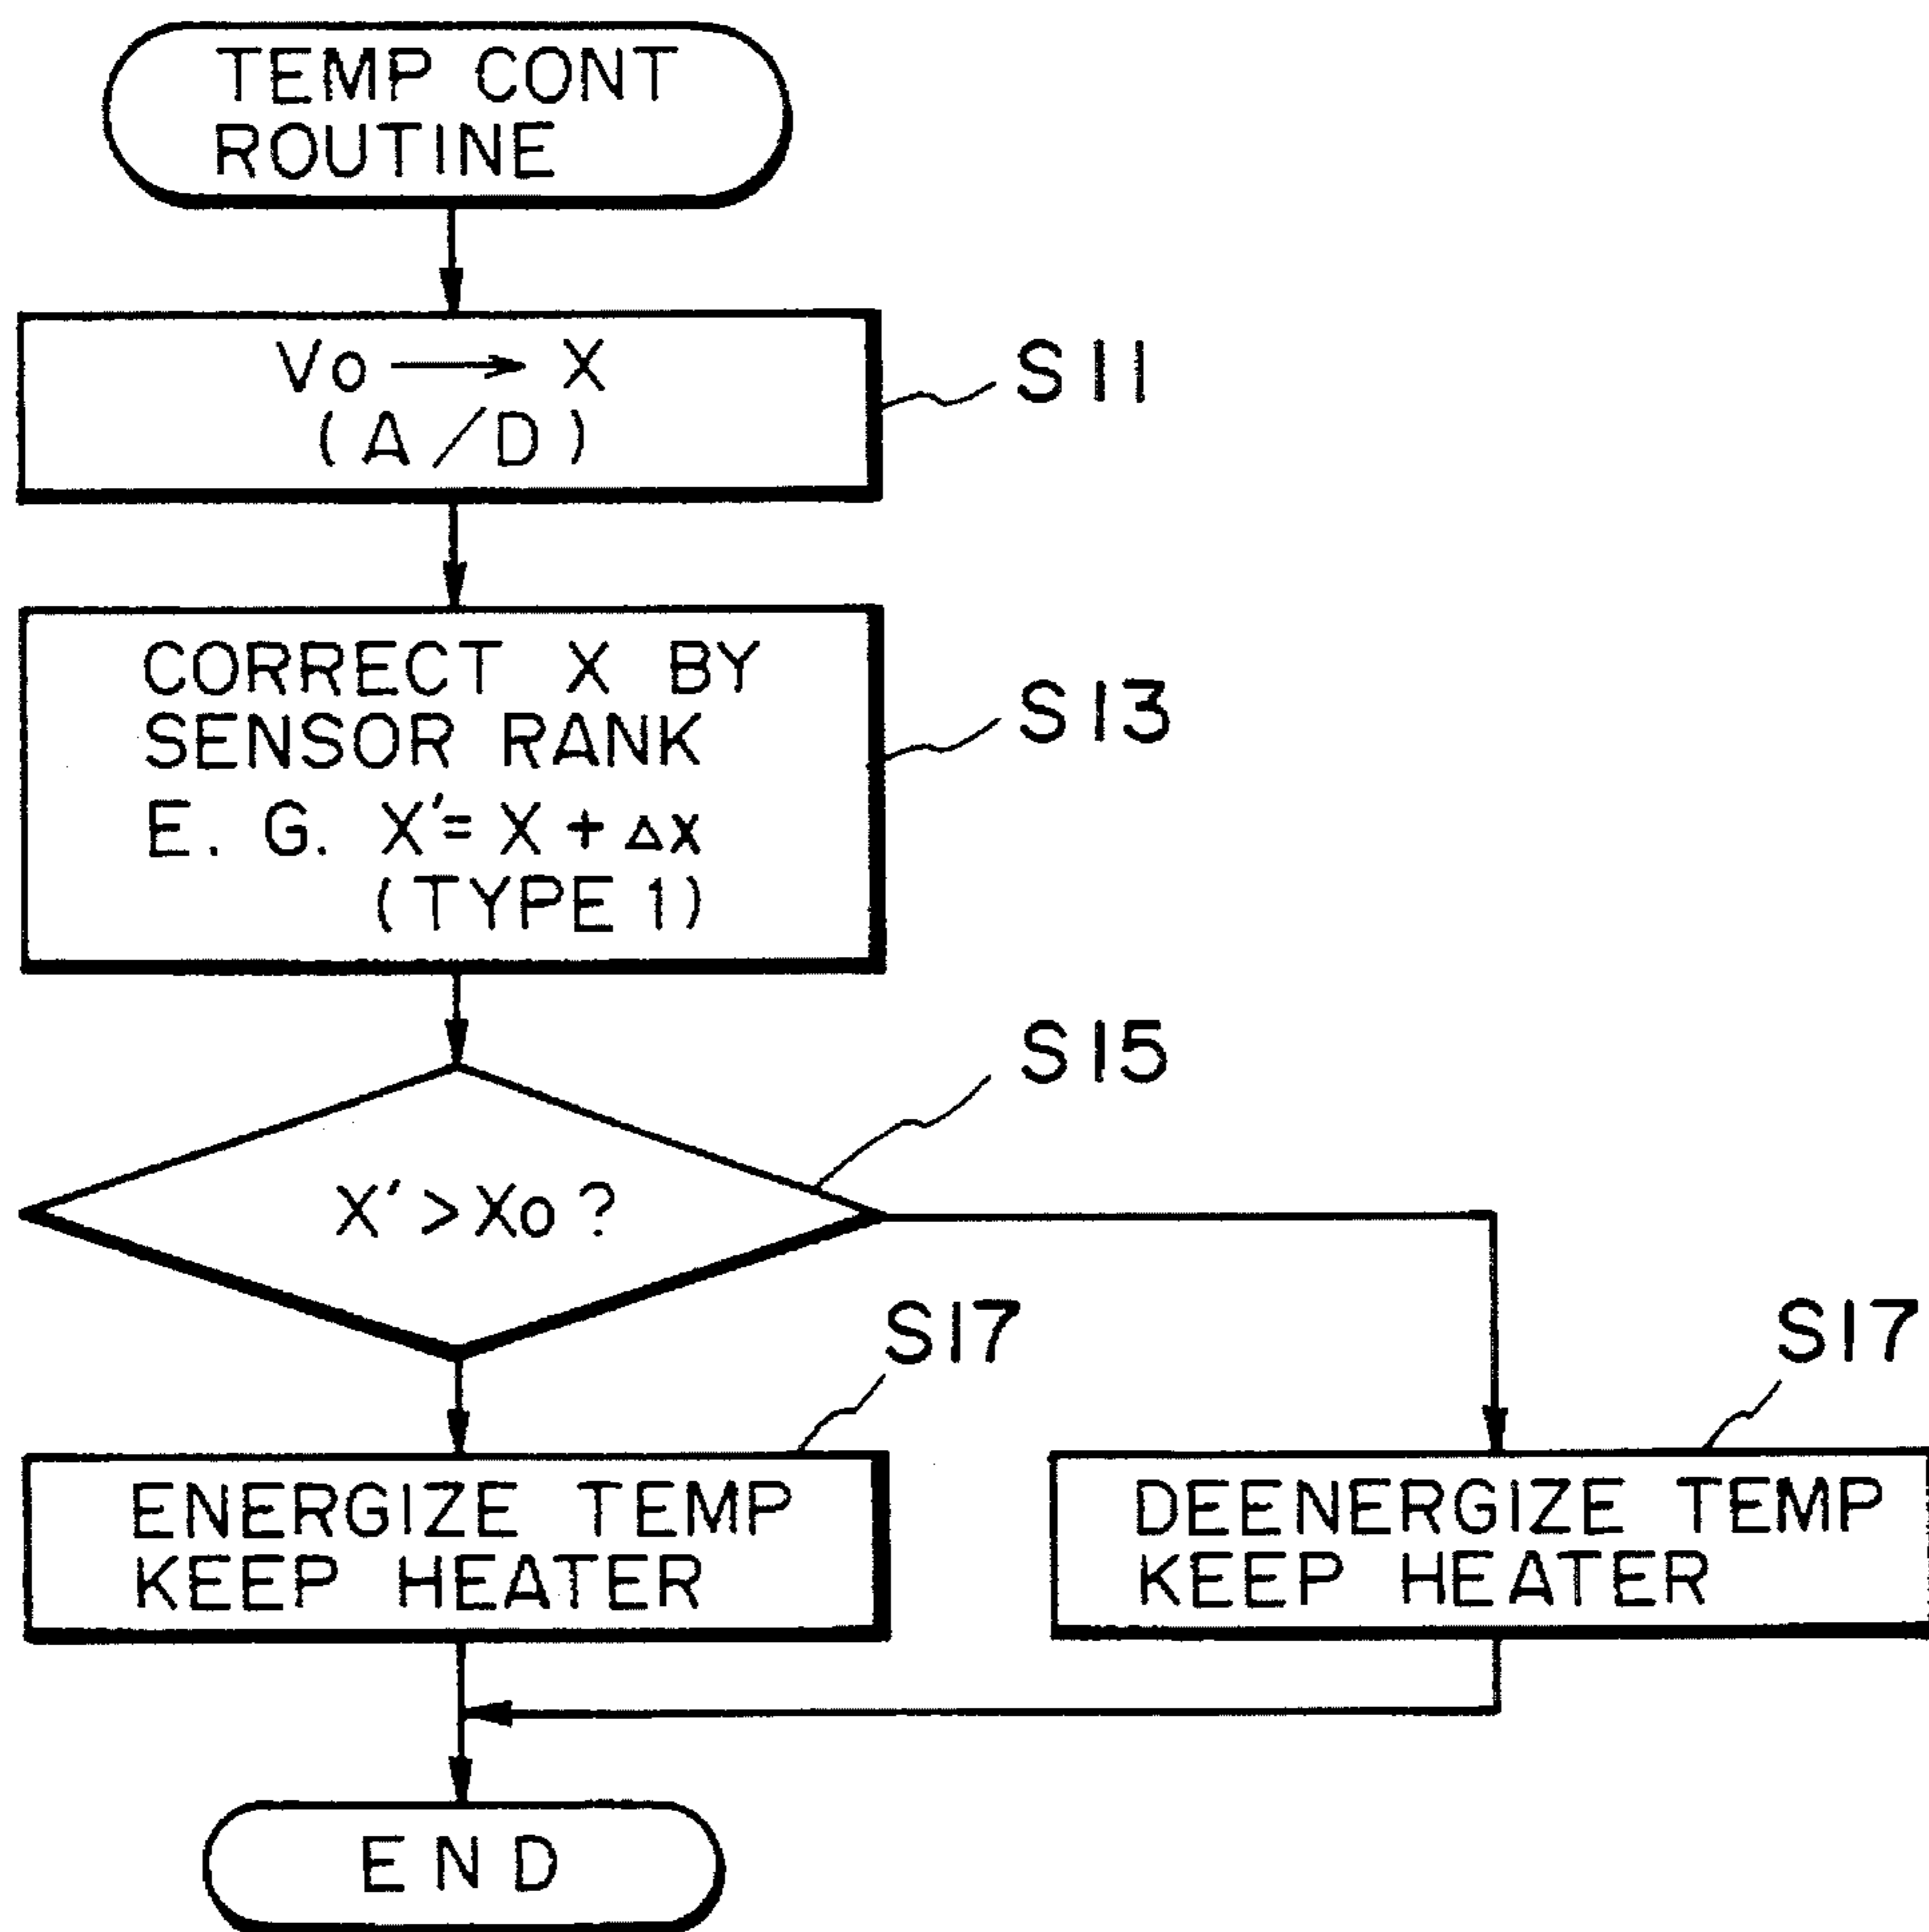 TEMP CONT
ROUTINE
Vo → X
(A/D)
S11
CORRECT X BY
SENSOR RANK
E. G. X'= X + Δx
(TYPE 1)
S13
S15
X' > Xo ?
S17
S17
ENERGIZE TEMP
KEEP HEATER
DEENERGIZE TEMP
KEEP HEATER
END